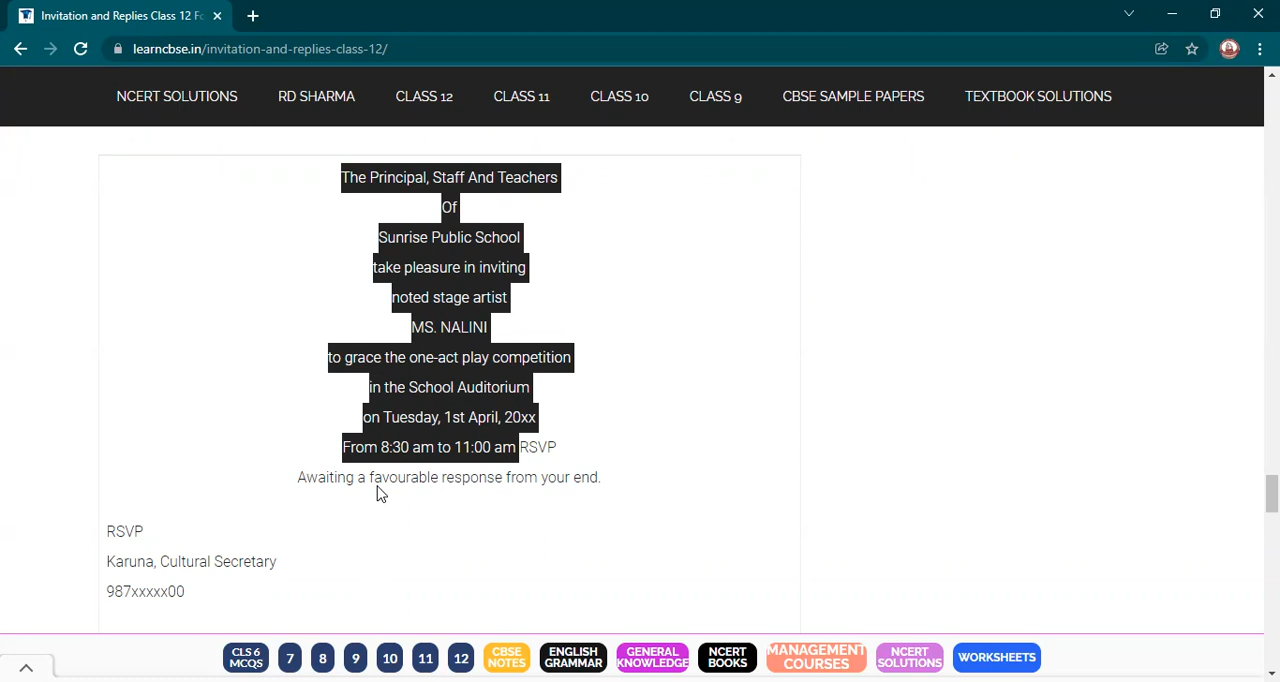 Invitation and Replies Class 12 Fo
learncbse.in/invitation-and-replies-class-12/
NCERT SOLUTIONS RD SHARMA CLASS 12 CLASS 11 CLASS 10 CLASS 9 CBSE SAMPLE PAPERS TEXTBOOK SOLUTIONS
The Principal, Staff And Teachers
Of
Sunrise Public School
take pleasure in inviting
noted stage artist
MS. NALINI
to grace the one-act play competition
in the School Auditorium
on Tuesday, 1st April, 20xx
From 8:30 am to 11:00 am RSVP
Awaiting a favourable response from your end.
RSVP
Karuna, Cultural Secretary
987xxxxx00
CLS 6 MCQS 7 8 9 10 11 12 CBSE NOTES ENGLISH GRAMMAR GENERAL KNOWLEDGE NCERT BOOKS MANAGEMENT COURSES NCERT SOLUTIONS WORKSHEETS